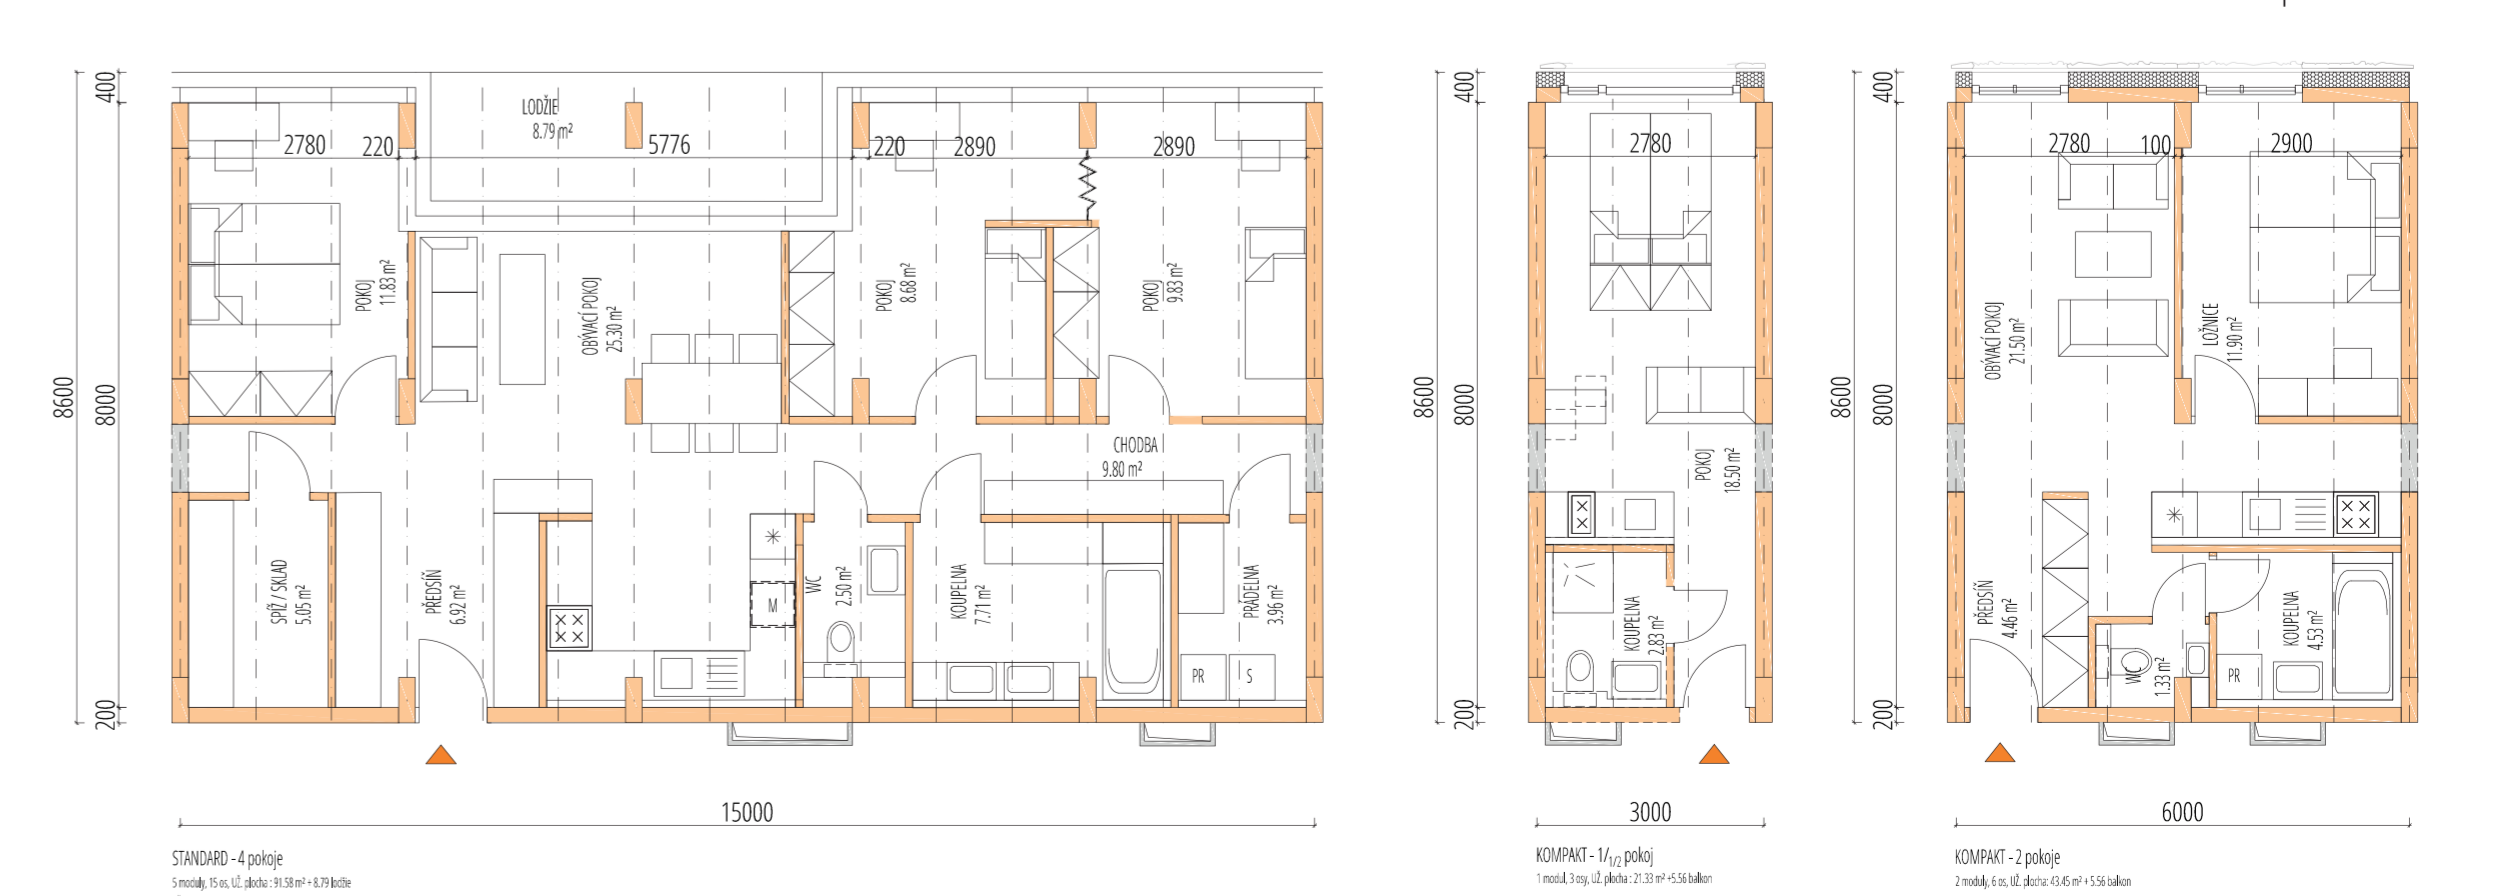 400
8600
8000
200
LODŽIE
8.79 m²
2780
220
5776
220
2890
2890
POKOJ
11.83 m²
OBÝVACÍ POKOJ
25.30 m²
POKOJ
8.68 m²
POKOJ
9.83 m²
CHODBA
9.80 m²
SPÍŽ / SKLAD
5.05 m²
PŘEDSÍŇ
6.92 m²
M
WC
2.50 m²
KOUPELNA
7.71 m²
PRÁDELNA
3.96 m²
PR
S
15000
STANDARD - 4 pokoje
5 moduly, 15 os, UŽ. plocha : 91.58 m² + 8.79 lodžie
400
8600
8000
200
2780
POKOJ
18.50 m²
KOUPELNA
2.83 m²
3000
KOMPAKT - 1/1/2 pokoj
1 modul, 3 osy, UŽ. plocha : 21.33 m² +5.56 balkon
400
8600
8000
200
2780
100
2900
OBÝVACÍ POKOJ
21.50 m²
LOŽNICE
11.90 m²
PŘEDSÍŇ
4.46 m²
WC
1.33 m²
KOUPELNA
4.53 m²
PR
6000
KOMPAKT - 2 pokoje
2 moduly, 6 os, UŽ. plocha: 43.45 m² + 5.56 balkon